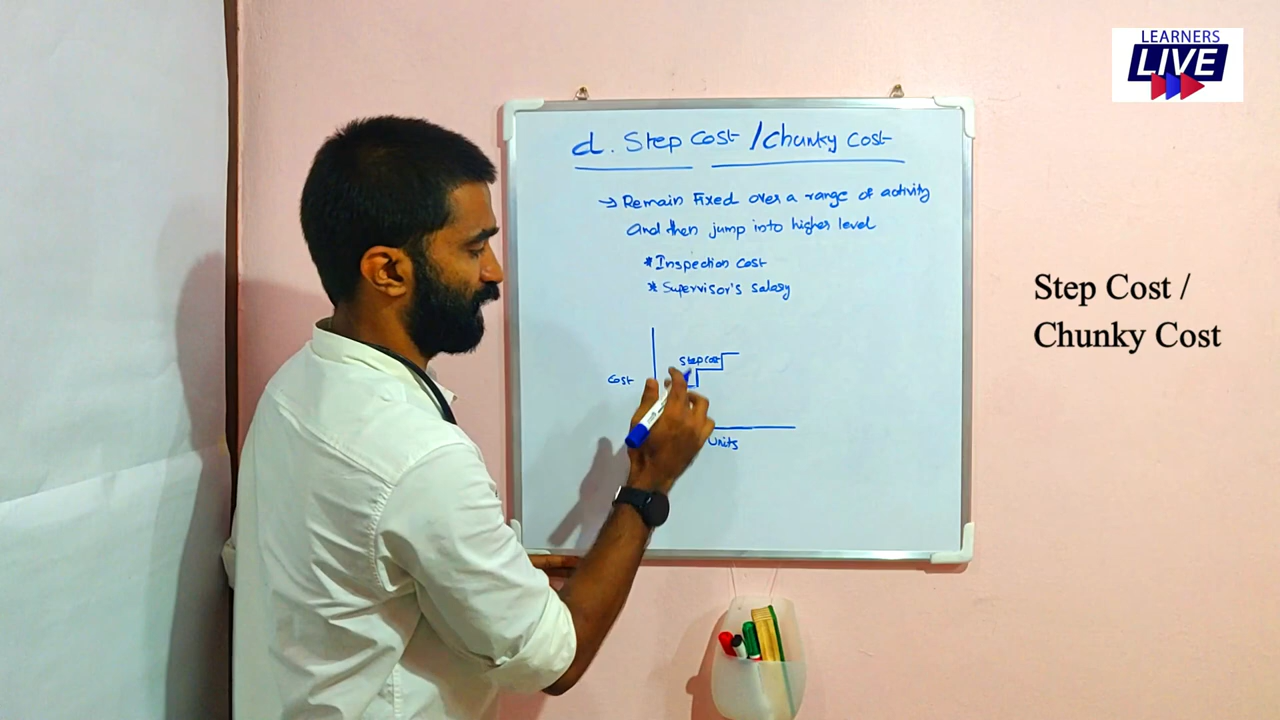 LEARNERS
LIVE
d. Step Cost / Chunky Cost
→ Remain Fixed over a range of activity
And then jump into higher level
* Inspection Cost
* Supervisor's Salary
Step cost
Cost
Units
Step Cost /
Chunky Cost